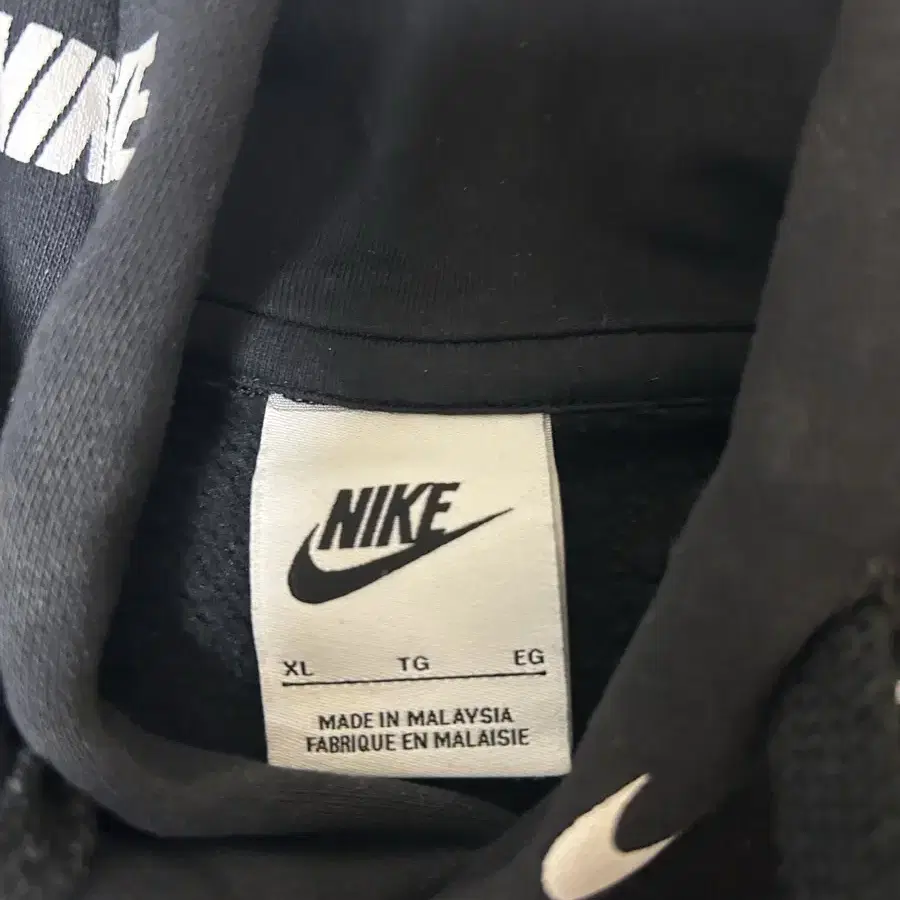 NIKE
NIKE
XL TG EG
MADE IN MALAYSIA
FABRIQUE EN MALAISIE